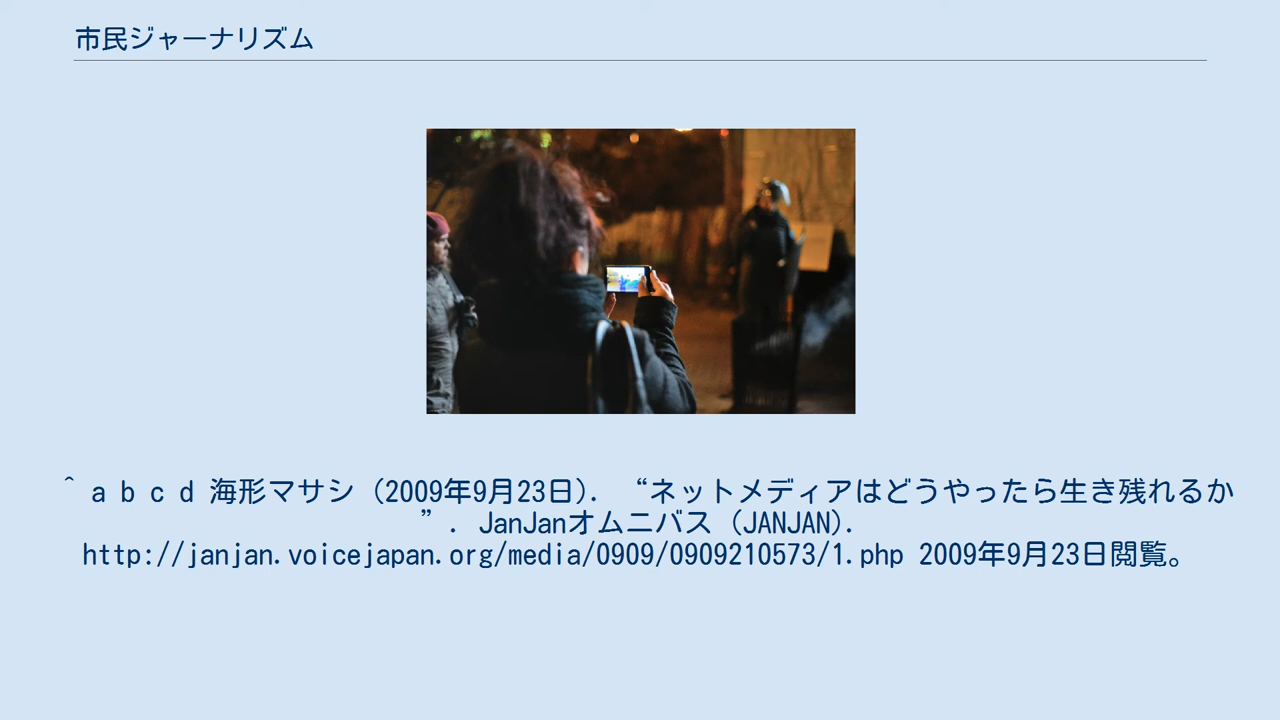 市民ジャーナリズム
^ a b c d 海形マサシ (2009年9月23日). “ネットメディアはどうやったら生き残れるか
”. JanJanオムニバス (JANJAN).
http://janjan.voicejapan.org/media/0909/0909210573/1.php 2009年9月23日閲覧。